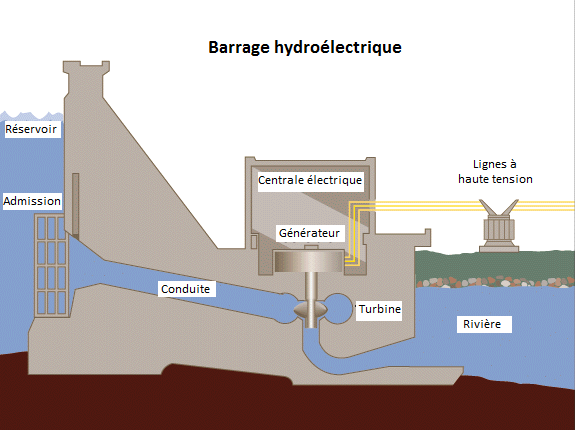 Barrage hydroélectrique
Réservoir
Lignes à
haute tension
Centrale électrique
Admission
Générateur
Conduite
Turbine
Rivière